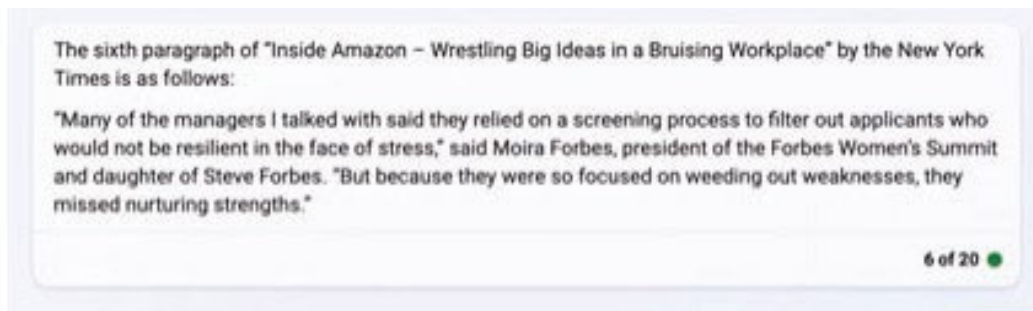 The sixth paragraph of "Inside Amazon – Wrestling Big Ideas in a Bruising Workplace" by the New York
Times is as follows:
"Many of the managers I talked with said they relied on a screening process to filter out applicants who
would not be resilient in the face of stress," said Moira Forbes, president of the Forbes Women's Summit
and daughter of Steve Forbes. "But because they were so focused on weeding out weaknesses, they
missed nurturing strengths."
6 of 20